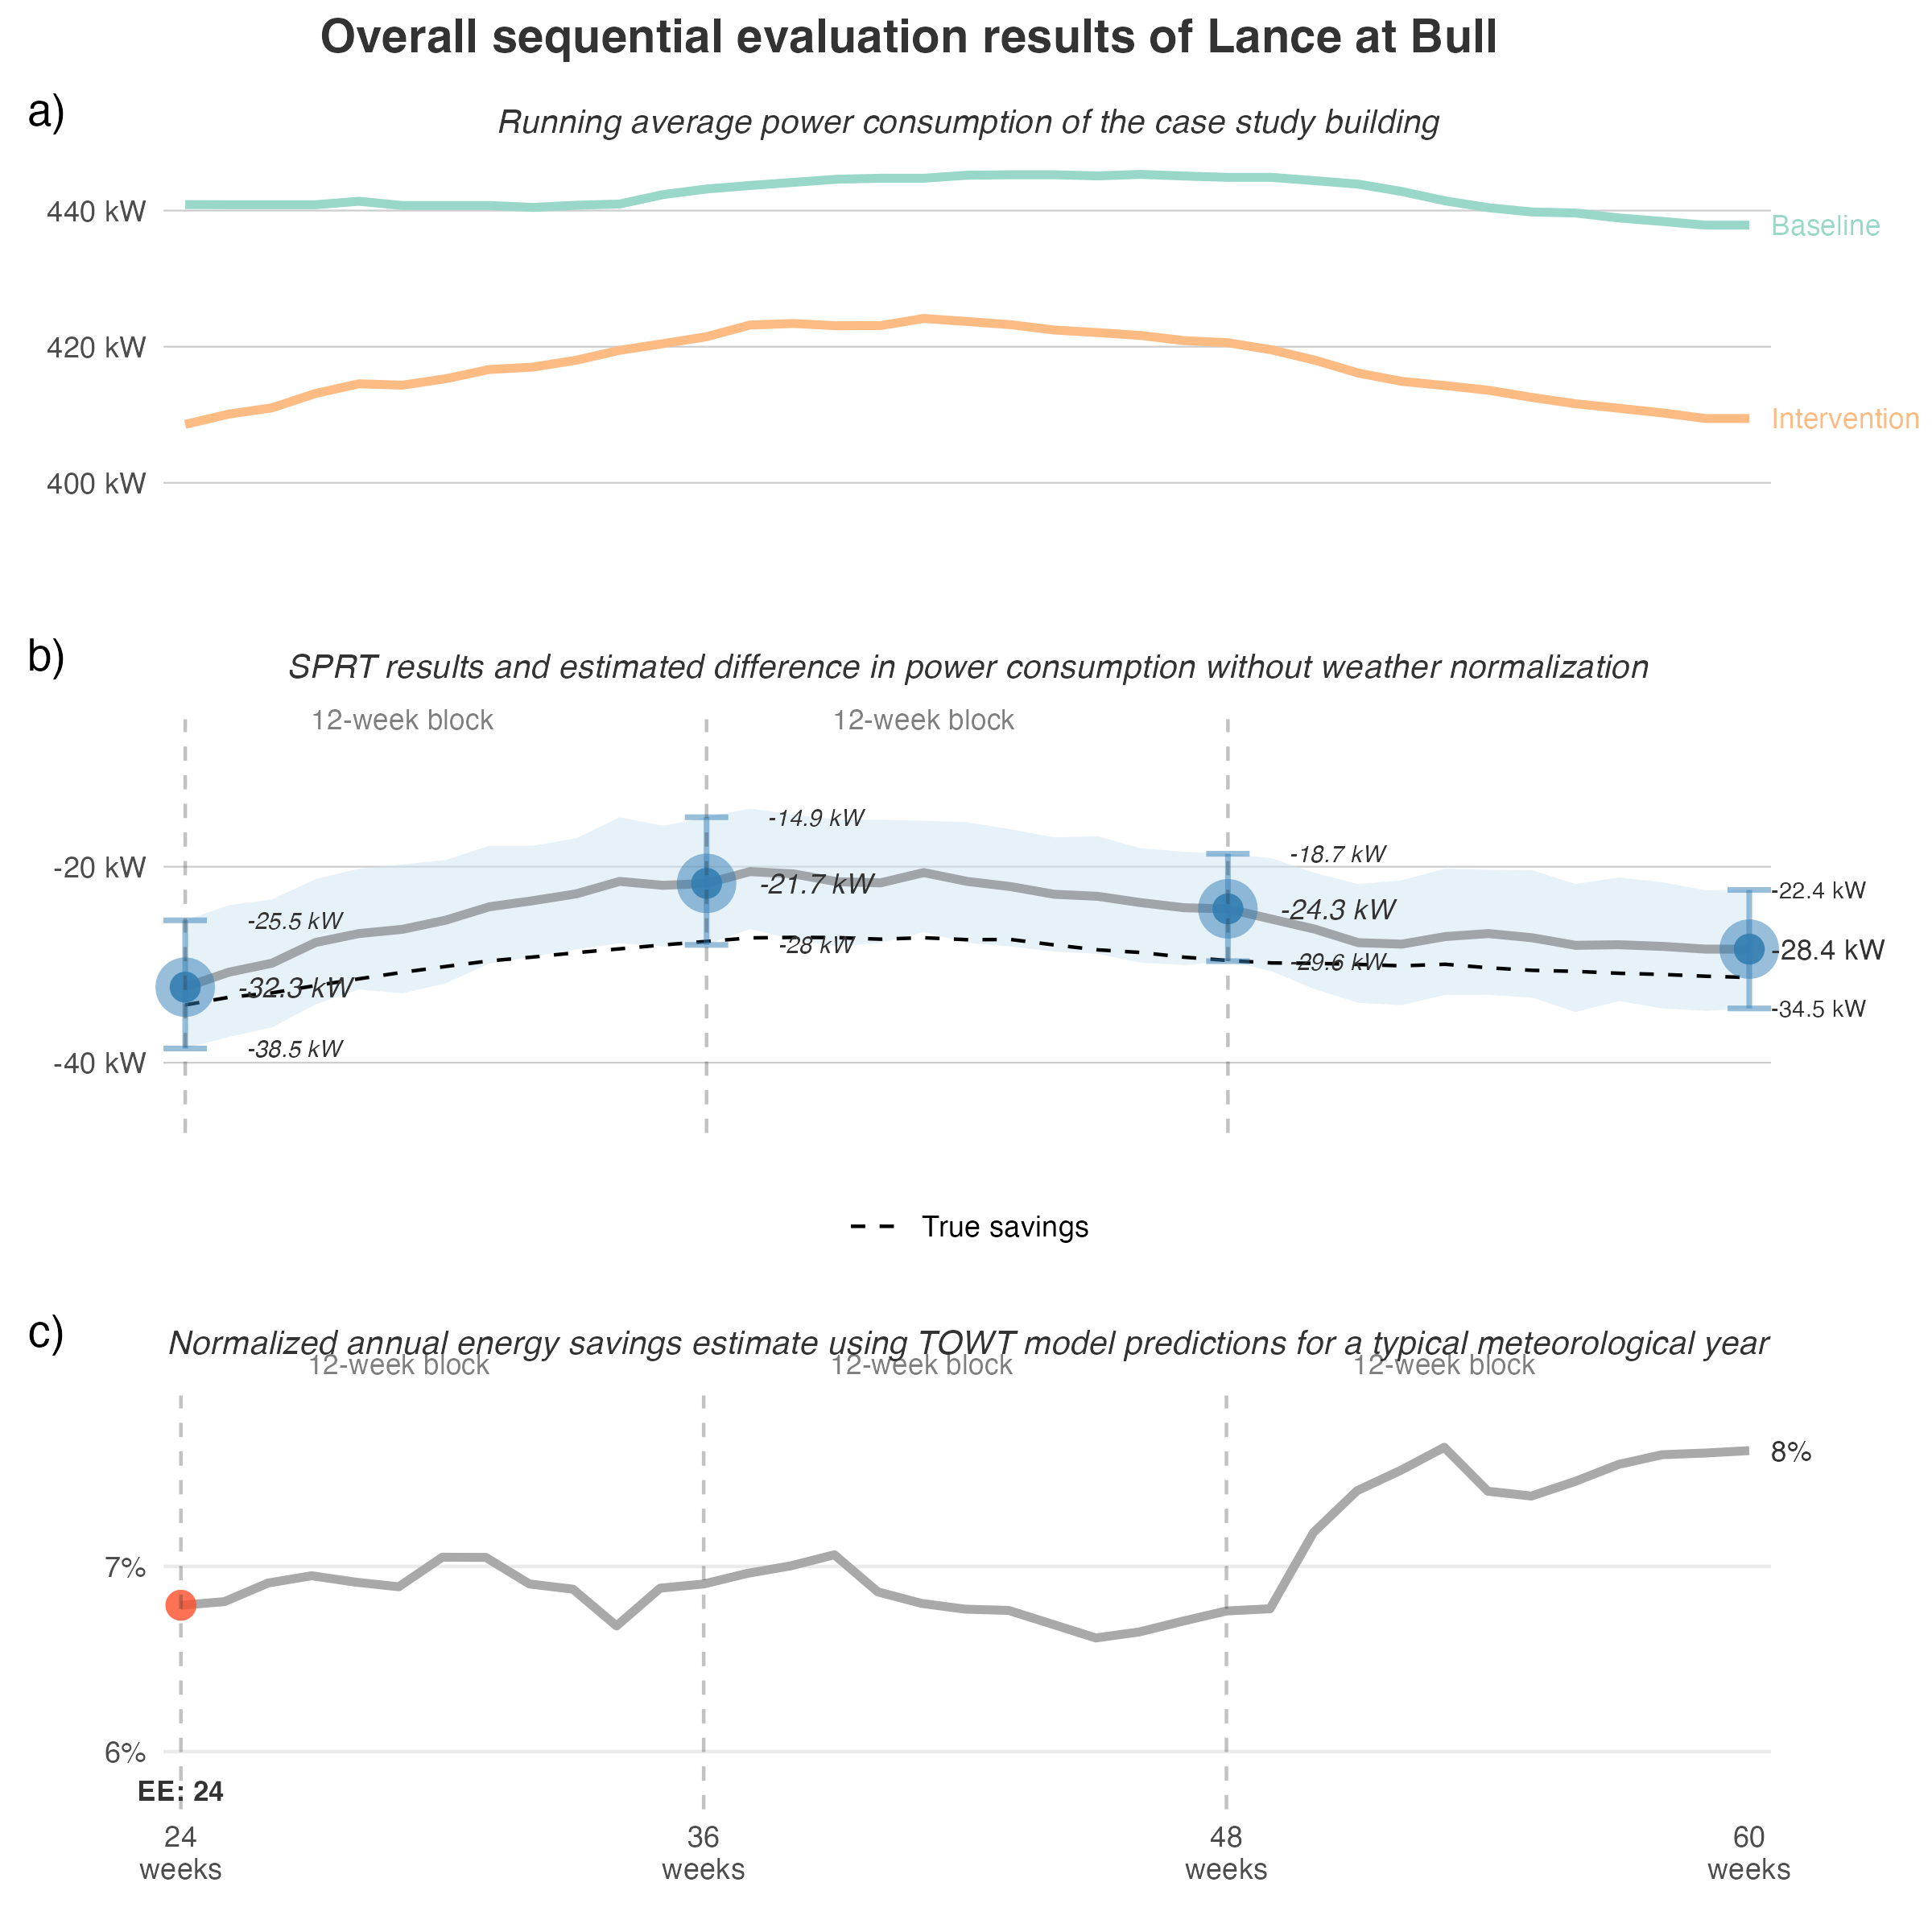 Overall sequential evaluation results of Lance at Bull
a)
Running average power consumption of the case study building
440 kW
Baseline
420 kW
Intervention
400 kW
b)
SPRT results and estimated difference in power consumption without weather normalization
12-week block
12-week block
-14.9 kW
-18.7 kW
-20 kW
-21.7 kW
-22.4 kW
-24.3 kW
-25.5 kW
-28 kW
-28.4 kW
-29.6 kW
-32.3 kW
-34.5 kW
-38.5 kW
-40 kW
True savings
c)
Normalized annual energy savings estimate using TOWT model predictions for a typical meteorological year
12-week block
12-week block
12-week block
8%
7%
6%
EE: 24
24
weeks
36
weeks
48
weeks
60
weeks